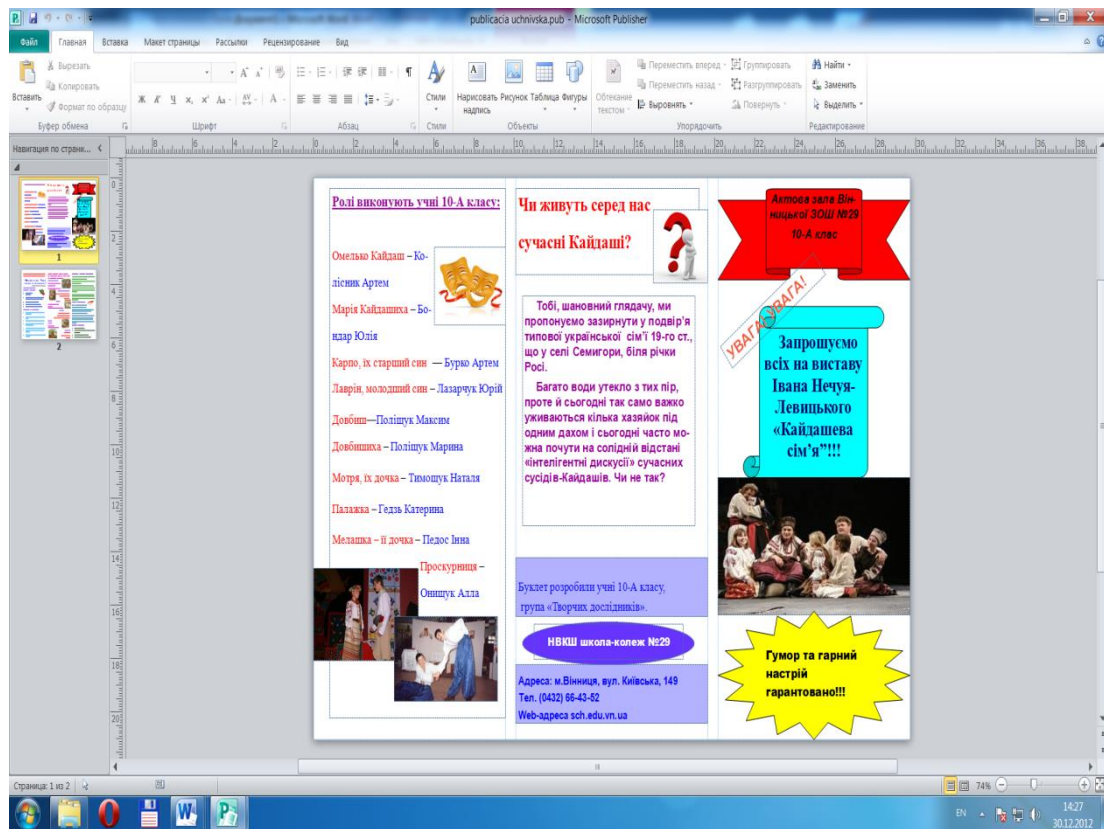 publicacia uchnivska.pub - Microsoft Publisher
Файл Главная Вставка Макет страницы Рассылки Рецензирование Вид
Вставить
Вырезать
Копировать
Формат по образцу
Буфер обмена
Шрифт
Абзац
Стили
Стили
Нарисовать надпись
Рисунок
Таблица
Фигуры
Объекты
Обтекание текстом
Переместить вперед
Переместить назад
Выровнять
Группировать
Разгруппировать
Повернуть
Упорядочить
Найти
Заменить
Выделить
Редактирование
Навигация по страни...
1
2
Ролі виконують учні 10-А класу:
Омелько Кайдаш – Ко-
лісник Артем
Марія Кайдашиха – Бо-
ндар Юлія
Карпо, їх старший син — Бурко Артем
Лаврін, молодший син – Лазарчук Юрій
Довбиш—Поліщук Максим
Довбишиха – Поліщук Марина
Мотря, їх дочка – Тимощук Наталя
Палажка – Гедзь Катерина
Мелашка – її дочка – Педос Інна
Проскурниця –
Онищук Алла
Чи живуть серед нас
сучасні Кайдаші?
Тобі, шановний глядачу, ми
пропонуємо зазирнути у подвір'я
типової української сім'ї 19-го ст.,
що у селі Семигори, біля річки
Росі.
Багато води утекло з тих пір,
проте й сьогодні так само важко
уживаються кілька хазяйок під
одним дахом і сьогодні часто мо-
жна почути на солідній відстані
«інтелігентні дискусії» сучасних
сусідів-Кайдашів. Чи не так?
Буклет розробили учні 10-А класу,
група «Творчих дослідників».
НВКШ школа-колеж №29
Адреса: м.Вінниця, вул. Київська, 149
Тел. (0432) 66-43-52
Web-адреса sch.edu.vn.ua
Актова зала Він-
ницької ЗОШ №29
10-А клас
УВАГА! УВАГА!
Запрошуємо
всіх на виставу
Івана Нечуя-
Левицького
«Кайдашева
сім'я"!!!
Гумор та гарний
настрій
гарантовано!!!
Страница: 1 из 2
74%
EN
14:27
30.12.2012